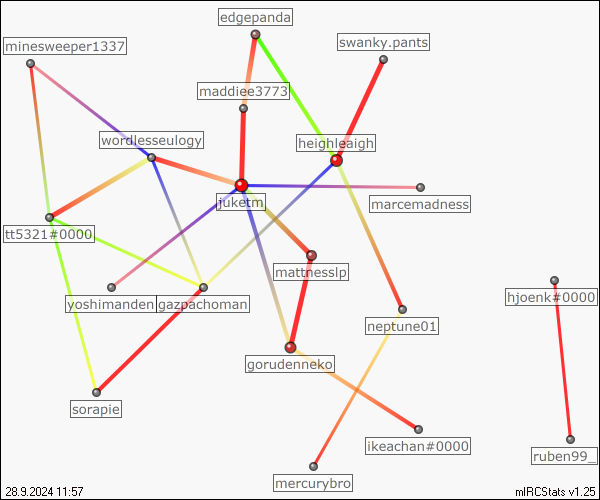 edgepanda
minesweeper1337
swanky.pants
maddiee3773
wordlesseulogy
heighleaigh
juketm
marcemadness
tt5321#0000
mattnesslp
yoshimanden
gazpachoman
hjoenk#0000
neptune01
gorudenneko
sorapie
ikeachan#0000
ruben99_
mercurybro
28.9.2024 11:57
mIRCStats v1.25